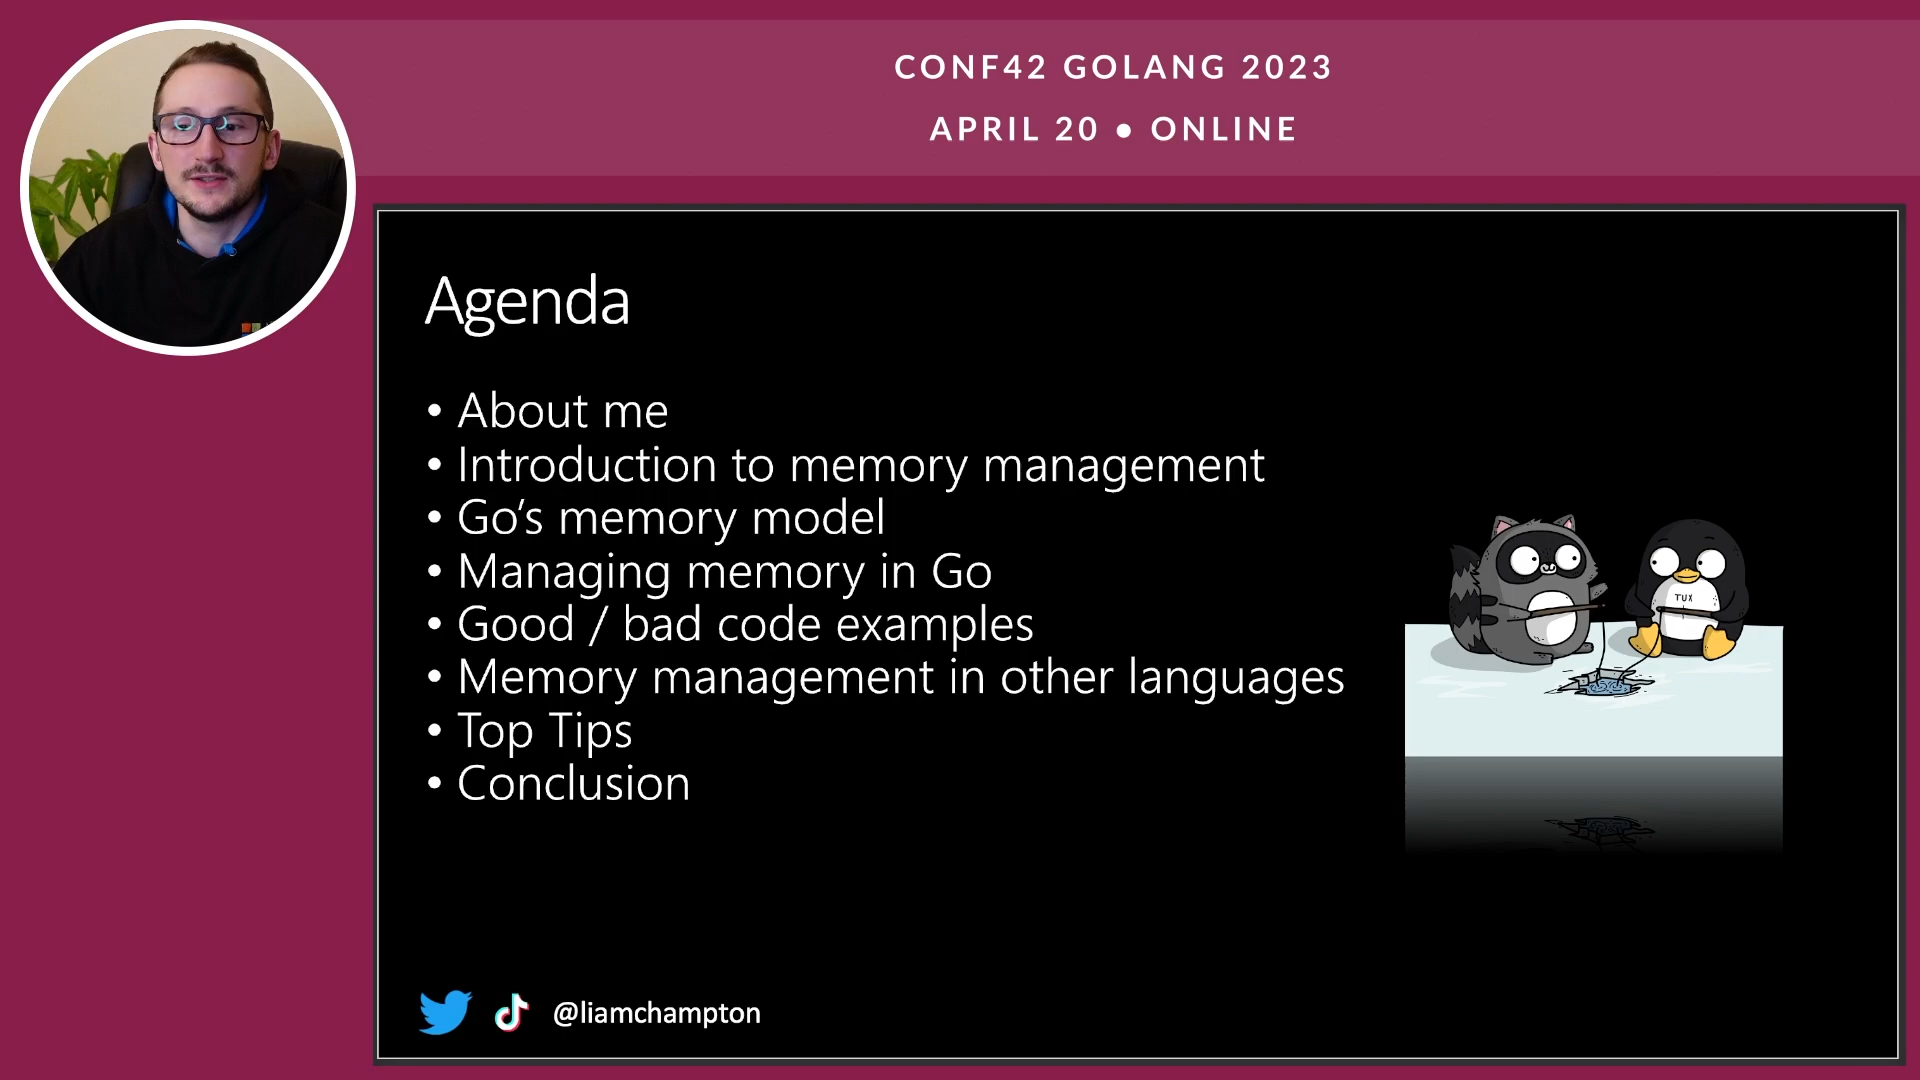 CONF42 GOLANG 2023
APRIL 20 • ONLINE
Agenda
• About me
• Introduction to memory management
• Go‘s memory model
• Managing memory in Go
• Good / bad code examples
• Memory management in other languages
• Top Tips
• Conclusion
TUX
@liamchampton